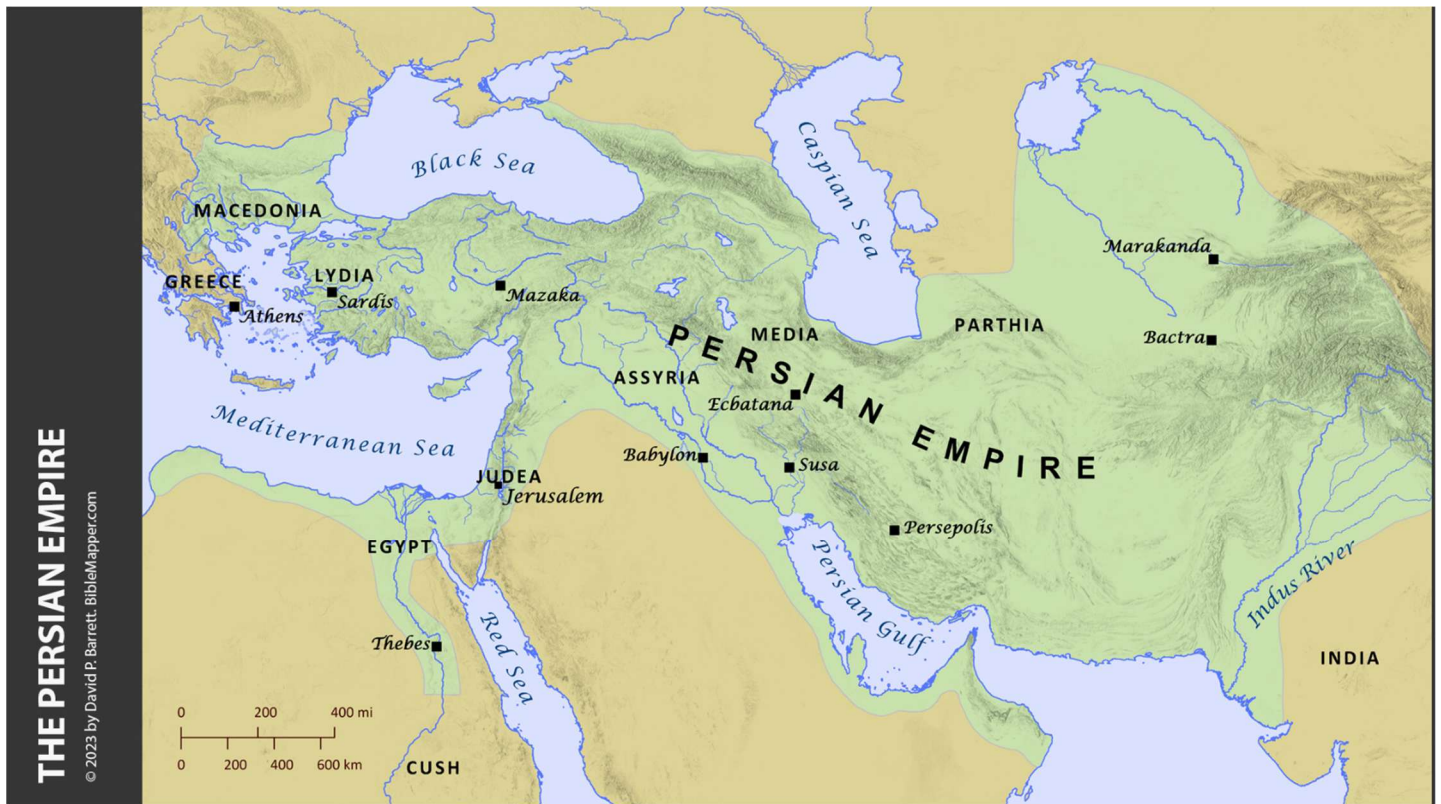 THE PERSIAN EMPIRE
© 2023 by David P. Barrett. BibleMapper.com
Black Sea
Caspian Sea
MACEDONIA
Marakanda
GREECE
LYDIA
Sardis
Mazaka
Athens
MEDIA
PARTHIA
Bactra
PERSIAN EMPIRE
ASSYRIA
Ecbatana
Mediterranean Sea
Babylon
Susa
JUDEA
Jerusalem
Persepolis
EGYPT
Persian Gulf
Indus River
Thebes
Red Sea
INDIA
0 200 400 mi
0 200 400 600 km
CUSH